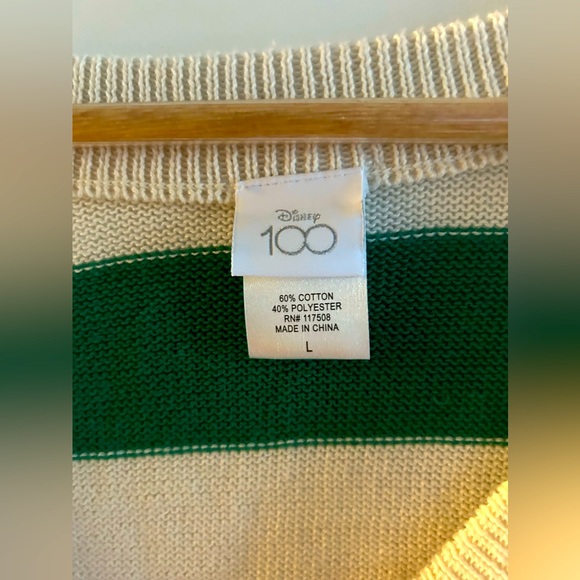 Disney
100
60% COTTON
40% POLYESTER
RN# 117508
MADE IN CHINA
L